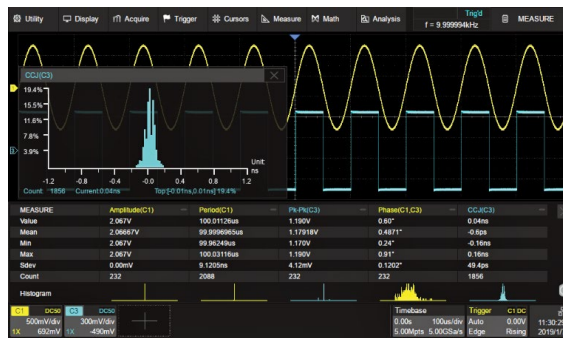 Utility Display Acquire Trigger Cursors Measure Math Analysis
Trig'd
f = 9.999994kHz
MEASURE
CCJ(C3)
19.4%
15.5%
11.6%
7.8%
3.9%
Unit:
ns
-1.2 -0.8 -0.4 -0.0 0.4 0.8 1.2
Count: 1856 Current:0.04ns Top:[-0.01ns,0.01ns] 19.4%
MEASURE Amplitude(C1) Period(C1) Pk-Pk(C3) Phase(C1,C3) CCJ(C3)
Value 2.067V 100.01126us 1.190V 0.60° 0.04ns
Mean 2.06667V 99.9996965us 1.17918V 0.4871° -0.6ps
Min 2.067V 99.96249us 1.170V 0.24° -0.16ns
Max 2.067V 100.03116us 1.190V 0.91° 0.16ns
Sdev 0.00mV 9.1205ns 4.12mV 0.1202° 49.4ps
Count 232 2088 232 232 1856
Histogram
C1 DC50 C3 DC50 Timebase Trigger C1 DC
500mV/div 300mV/div 0.00s 100us/div Auto 0.00V 11:30:2
1X 692mV 1X -490mV 5.00Mpts 5.00GSa/s Edge Rising 2019/1/